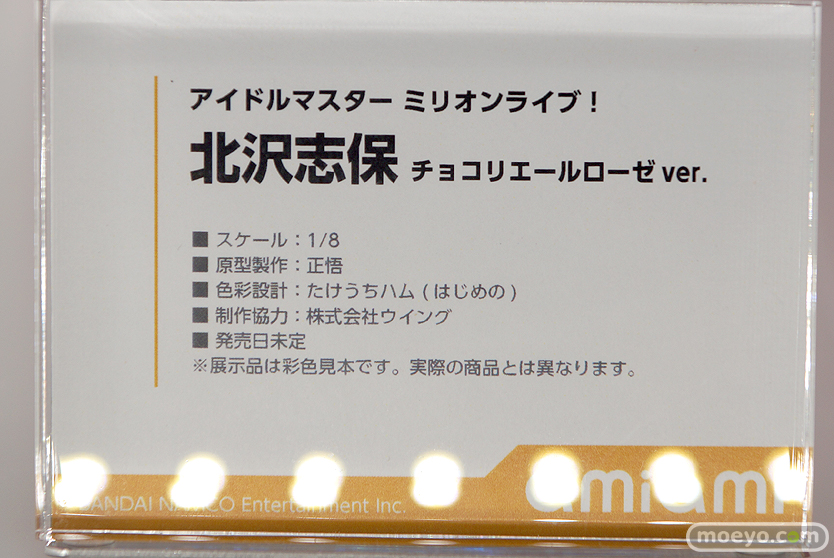 アイドルマスター ミリオンライブ！
北沢志保 チョコリエールローゼ ver.
■ スケール：1/8
■ 原型製作：正悟
■ 色彩設計：たけうちハム ( はじめの )
■ 制作協力：株式会社ウイング
■ 発売日未定
※展示品は彩色見本です。実際の商品とは異なります。
amiami
BANDAI NAMCO Entertainment Inc.
moeyo.com